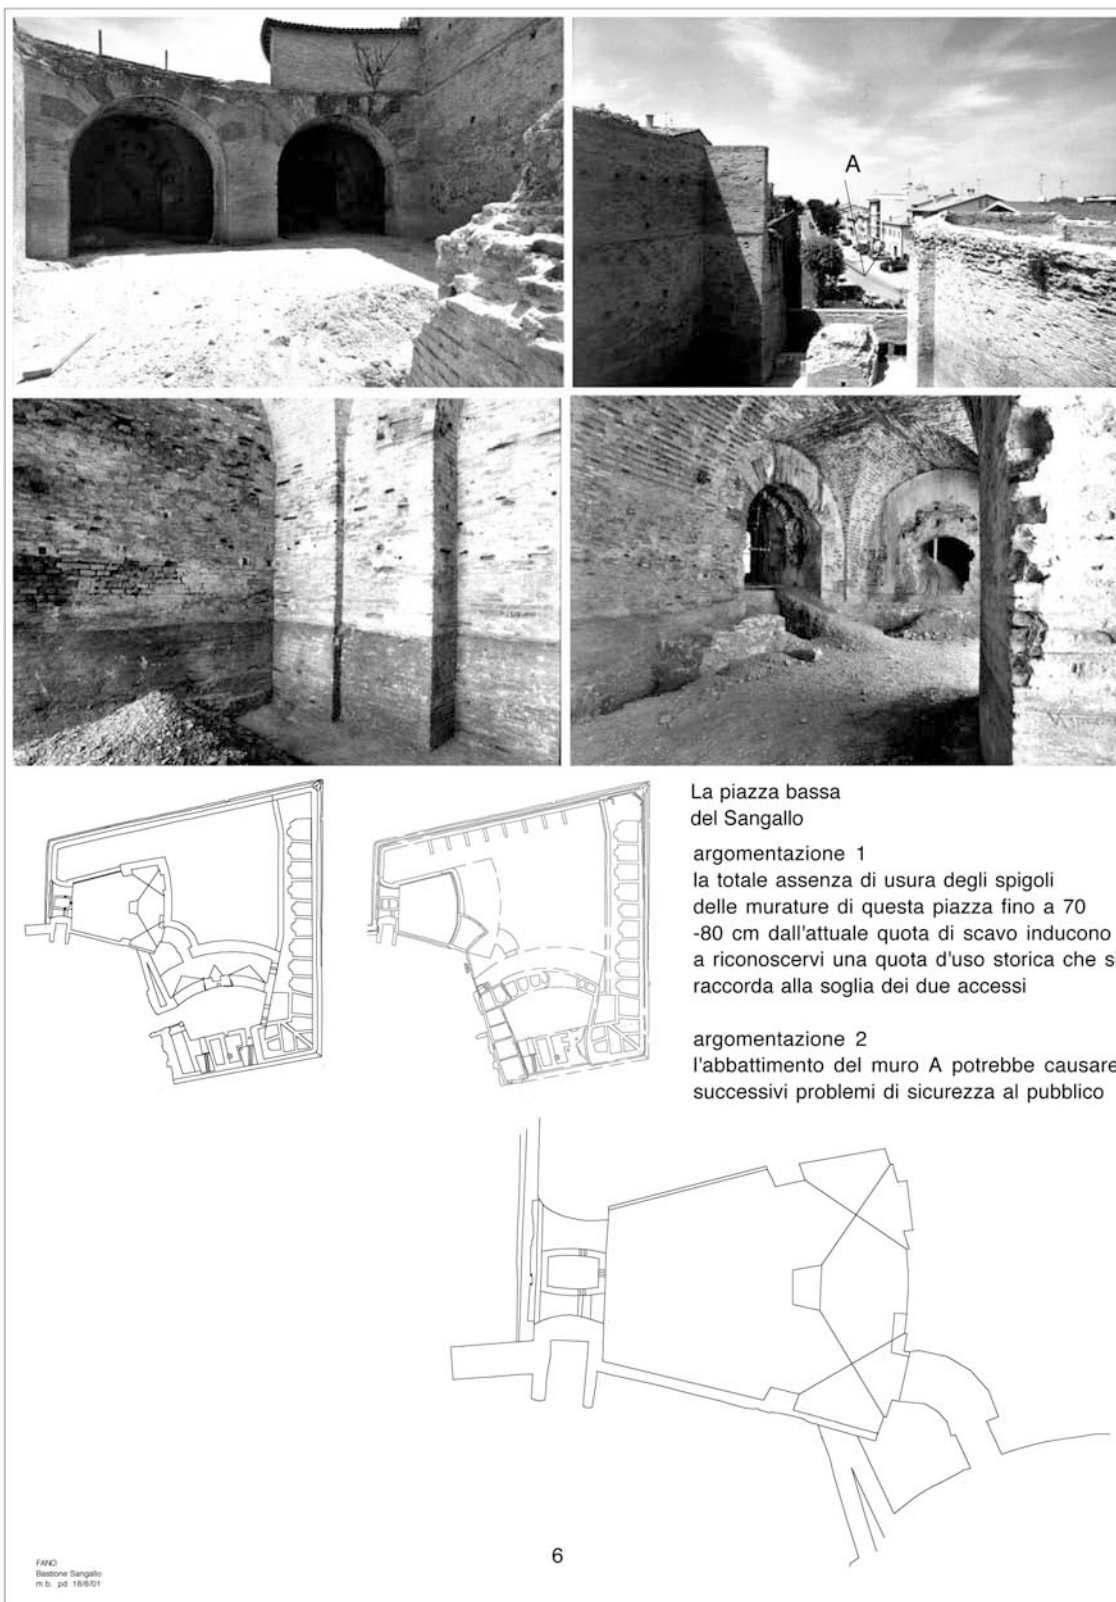 A
La piazza bassa
del Sangallo
argomentazione 1
la totale assenza di usura degli spigoli
delle murature di questa piazza fino a 70
-80 cm dall'attuale quota di scavo inducono
a riconoscervi una quota d'uso storica che si
raccorda alla soglia dei due accessi
argomentazione 2
l'abbattimento del muro A potrebbe causare
successivi problemi di sicurezza al pubblico
6
FANO
Bastione Sangallo
m.b. pd 18/8/01